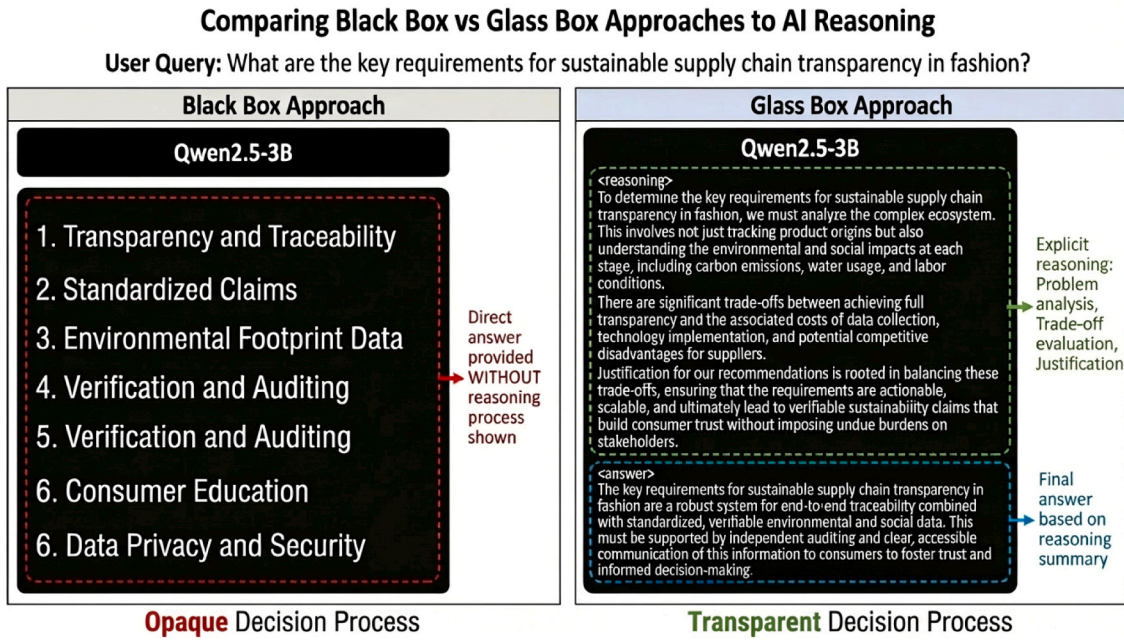 Comparing Black Box vs Glass Box Approaches to AI Reasoning
User Query: What are the key requirements for sustainable supply chain transparency in fashion?
Black Box Approach
Qwen2.5-3B
1. Transparency and Traceability
2. Standardized Claims
3. Environmental Footprint Data
4. Verification and Auditing
5. Verification and Auditing
6. Consumer Education
6. Data Privacy and Security
Direct
answer
provided
WITHOUT
reasoning
process
shown
Opaque Decision Process
Glass Box Approach
Qwen2.5-3B
<reasoning>
To determine the key requirements for sustainable supply chain
transparency in fashion, we must analyze the complex ecosystem.
This involves not just tracking product origins but also
understanding the environmental and social impacts at each
stage, including carbon emissions, water usage, and labor
conditions.
There are significant trade-offs between achieving full
transparency and the associated costs of data collection,
technology implementation, and potential competitive
disadvantages for suppliers.
Justification for our recommendations is rooted in balancing these
trade-offs, ensuring that the requirements are actionable,
scalable, and ultimately lead to verifiable sustainability claims that
build consumer trust without imposing undue burdens on
stakeholders.
Explicit
reasoning:
Problem
analysis,
Trade-off
evaluation,
Justification
<answer>
The key requirements for sustainable supply chain transparency in
fashion are a robust system for end-to-end traceability combined
with standardized, verifiable environmental and social data. This
must be supported by independent auditing and clear, accessible
communication of this information to consumers to foster trust and
informed decision-making.
Final
answer
based on
reasoning
summary
Transparent Decision Process